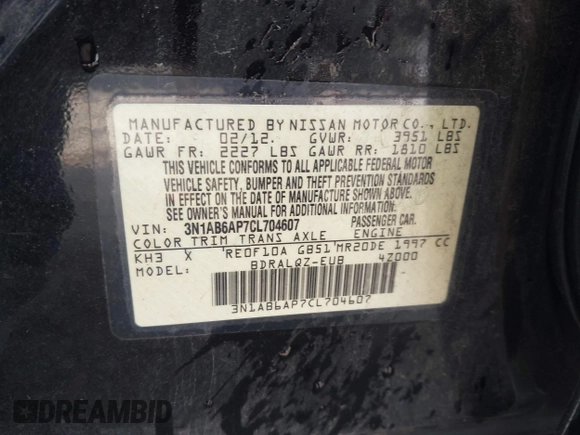 MANUFACTURED BY NISSAN MOTOR CO., LTD.
DATE: 02/12. GVWR: 3951 LBS
GAWR FR: 2227 LBS GAWR RR: 1810 LBS
THIS VEHICLE CONFORMS TO ALL APPLICABLE FEDERAL MOTOR
VEHICLE SAFETY, BUMPER AND THEFT PREVENTION STANDARDS
IN EFFECT ON THE DATE OF MANUFACTURE SHOWN ABOVE.
SEE OWNER'S MANUAL FOR ADDITIONAL INFORMATION.
VIN: 3N1AB6AP7CL704607 PASSENGER CAR.
COLOR TRIM TRANS AXLE ENGINE
KH3 X RE0F10A GB51 MR20DE 1997 CC
MODEL: BDRALQZ-EUB 4Z000
3N1AB6AP7CL704607
DREAMBID